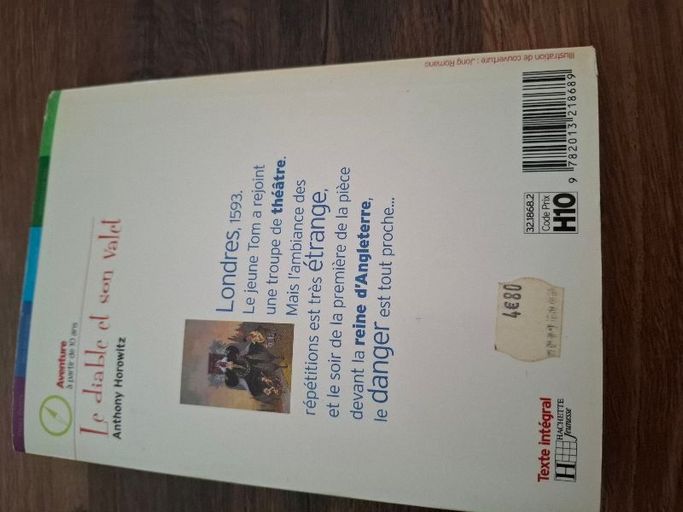 Aventure
à partir de 10 ans
Le diable et son valet
Anthony Horowitz
Londres, 1593.
Le jeune Tom a rejoint
une troupe de théâtre.
Mais l'ambiance des
répétitions est très étrange,
et le soir de la première de la pièce
devant la reine d'Angleterre,
le danger est tout proche...
Texte intégral
HACHETTE
Jeunesse
4€80
32.1868.2
Code Prix
H10
9 782013 218689
Illustration de couverture : Jong Romano